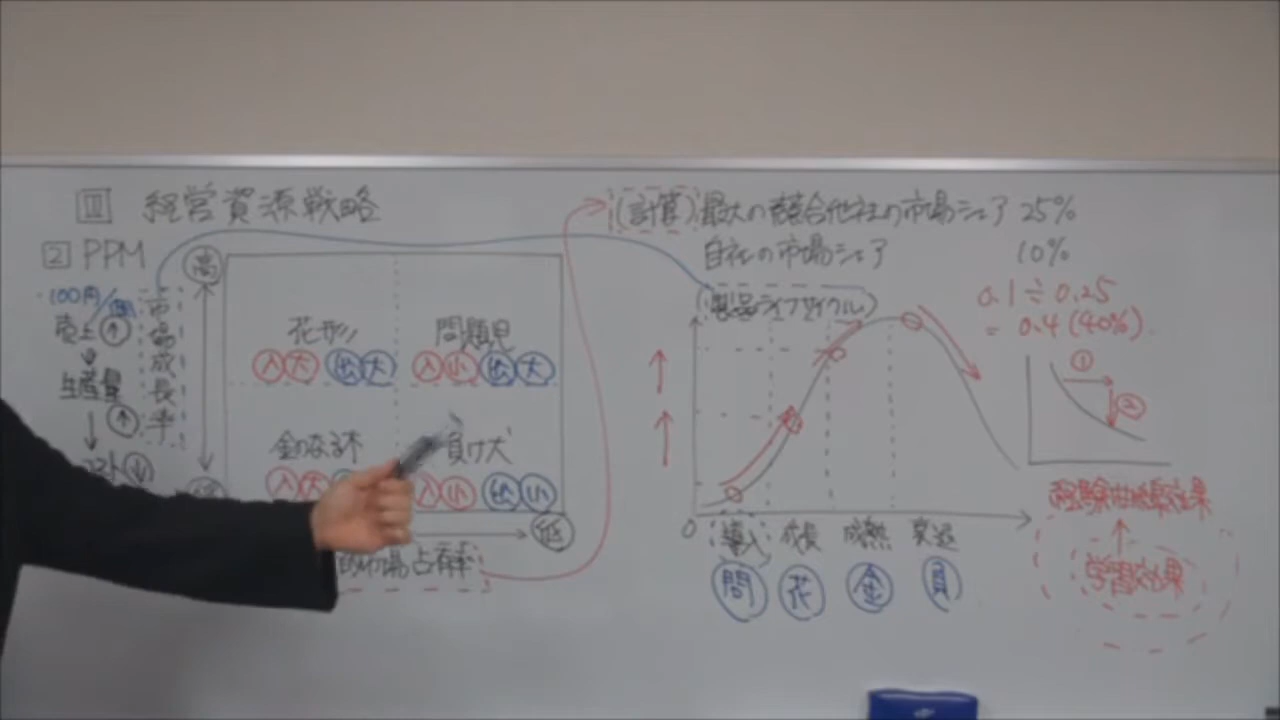 Ⅲ 経営資源戦略
2 PPM
高
100円/個
売上↑
生産量
↑
コスト↓
市場成長率
花形
入大 出大
問題児
入小 出大
金のなる木
入大
負け犬
入小 出小
低
的市場占有率
(計算) 最大の競合他社の市場シェア 25%
自社の市場シェア 10%
(製品ライフサイクル)
0.1÷0.25
=0.4(40%)
①
②
0
導入 成長 成熟 衰退
問 花 金 負
経験曲線効果
↑
学習効果